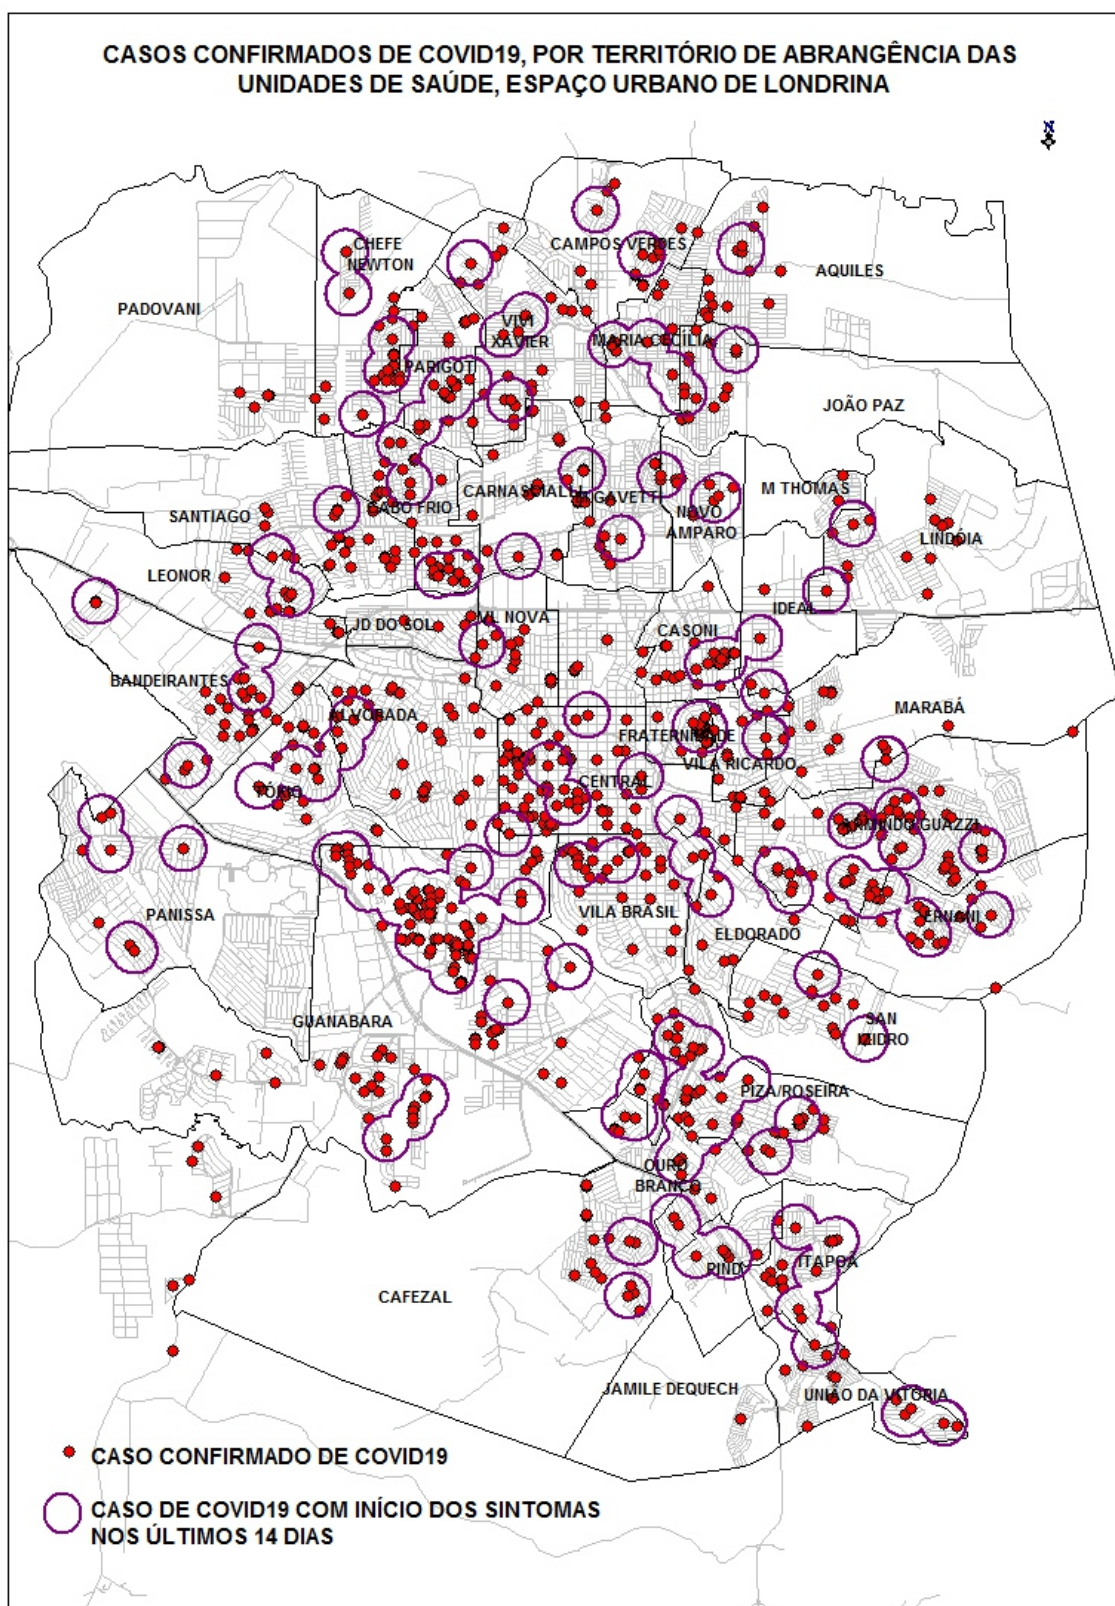 CASOS CONFIRMADOS DE COVID19, POR TERRITÓRIO DE ABRANGÊNCIA DAS
UNIDADES DE SAÚDE, ESPAÇO URBANO DE LONDRINA
N
CHEFE
NEWTON
CAMPOS VERDES
AQUILES
PADOVANI
VIVI
XAVIER
MARIA CECILIA
PARIGOT
JOÃO PAZ
CARNASCIALLI
M THOMAS
SANTIAGO
CABO FRIO
NOVO
AMPARO
LINDÓIA
LEONOR
IDEAL
JD DO SOL
VL NOVA
CASONI
BANDEIRANTES
ALVORADA
MARABÁ
FRATERNIDADE
VILA RICARDO
CENTRAL
TÓKIO
GUAZZI
PANISSA
VILA BRASIL
ERNANI
ELDORADO
GUANABARA
SAN
IZIDRO
PIZA/ROSEIRA
OURO
BRANCO
PIND
ITAPOÃ
CAFEZAL
JAMILE DEQUECH
UNIÃO DA VITORIA
CASO CONFIRMADO DE COVID19
CASO DE COVID19 COM INÍCIO DOS SINTOMAS
NOS ÚLTIMOS 14 DIAS